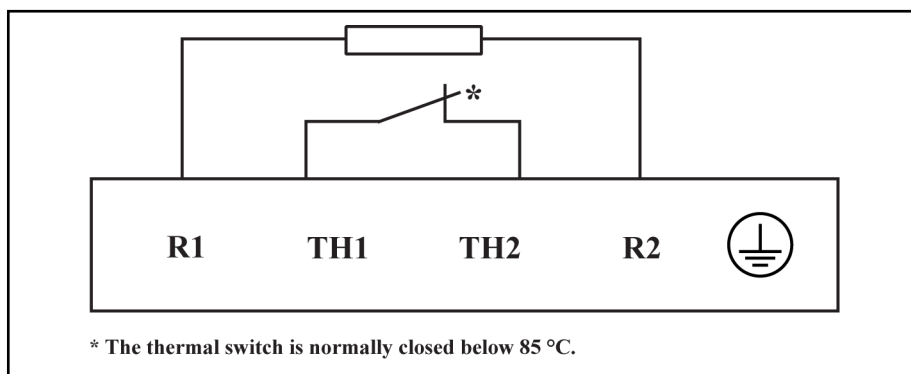 *
R1 TH1 TH2 R2
* The thermal switch is normally closed below 85 °C.